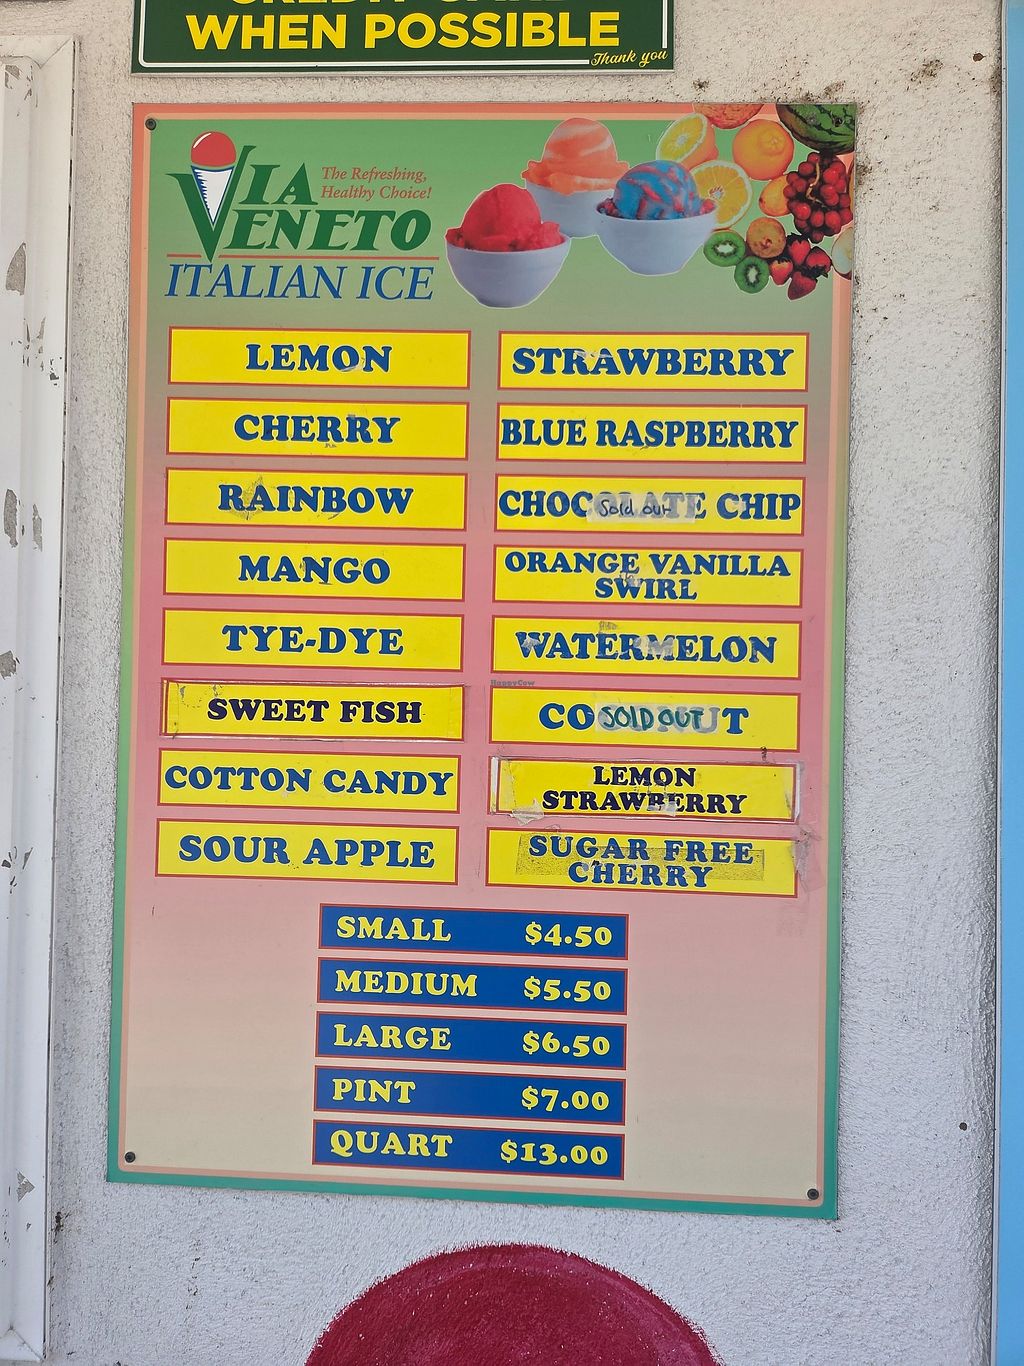 WHEN POSSIBLE
Thank you
VIA
VENETO
The Refreshing,
Healthy Choice!
ITALIAN ICE
LEMON
STRAWBERRY
CHERRY
BLUE RASPBERRY
RAINBOW
CHOCOLATE CHIP
Sold out
MANGO
ORANGE VANILLA
SWIRL
TYE-DYE
WATERMELON
HappyCow
SWEET FISH
COCONUT
SOLD OUT
COTTON CANDY
LEMON
STRAWBERRY
SOUR APPLE
SUGAR FREE
CHERRY
SMALL $4.50
MEDIUM $5.50
LARGE $6.50
PINT $7.00
QUART $13.00